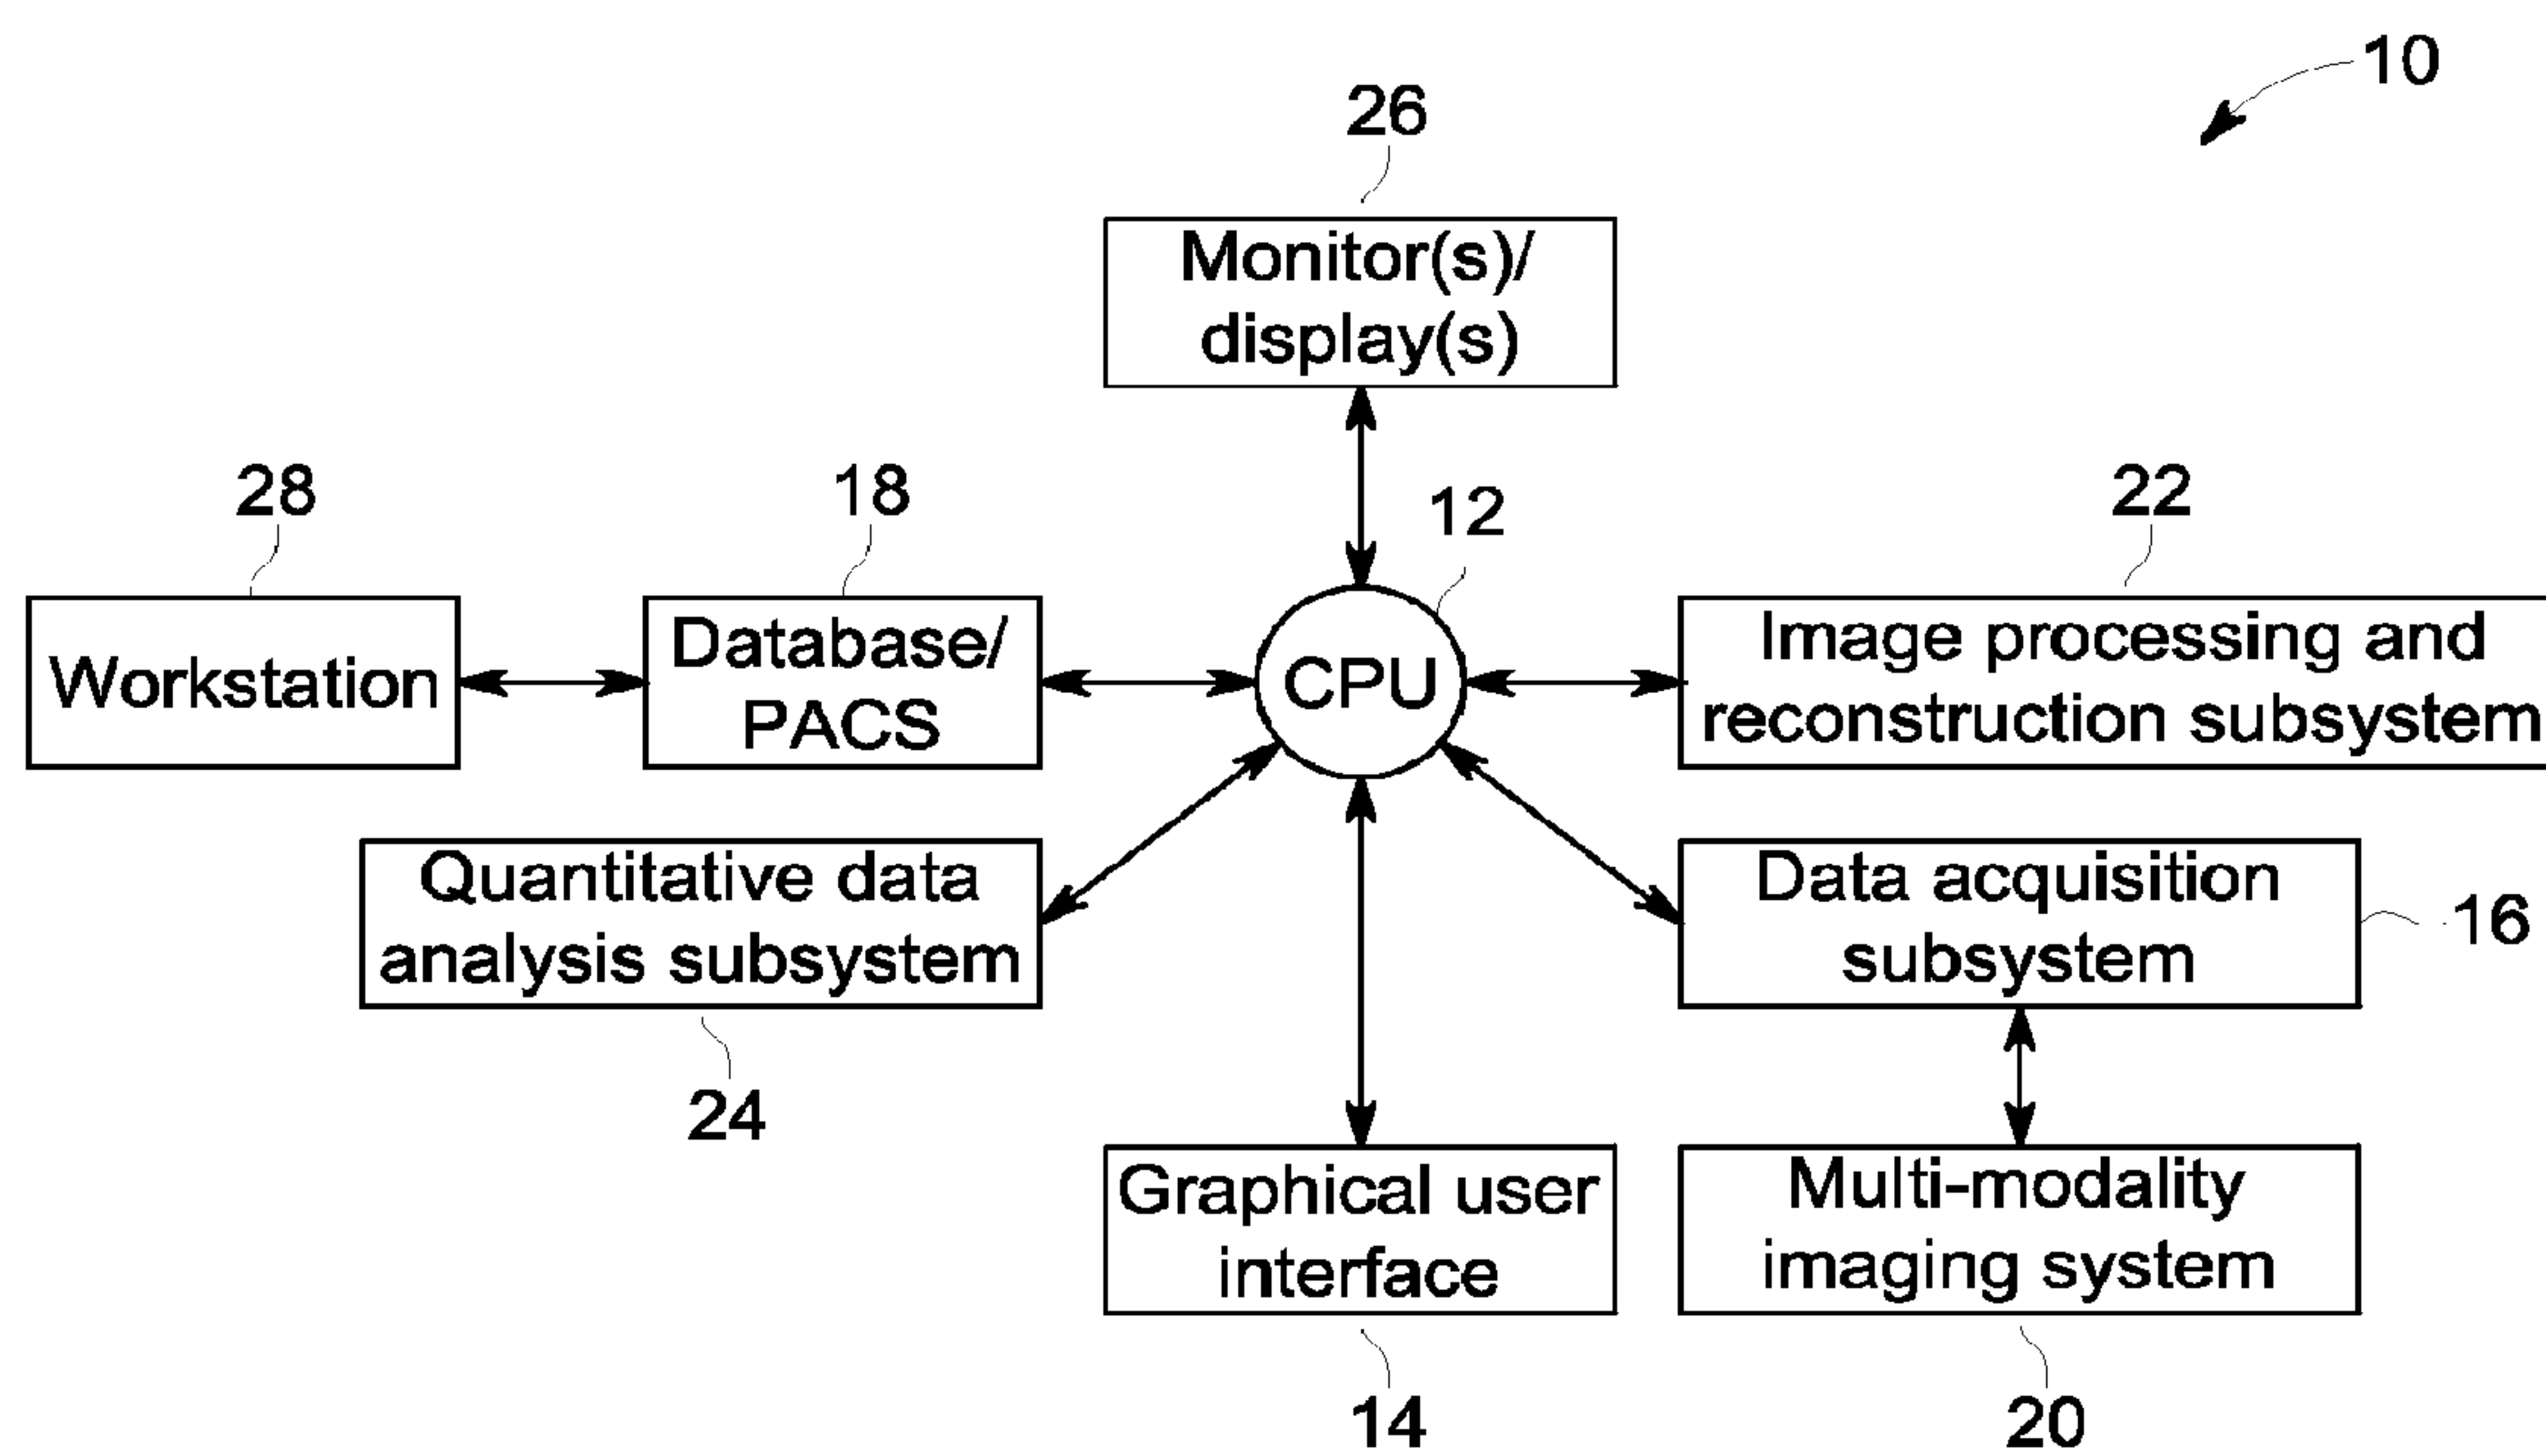 10
26
Monitor(s)/
display(s)
28
18
12
22
Workstation
Database/
PACS
CPU
Image processing and
reconstruction subsystem
Quantitative data
analysis subsystem
Data acquisition
subsystem
16
24
Graphical user
interface
Multi-modality
imaging system
14
20